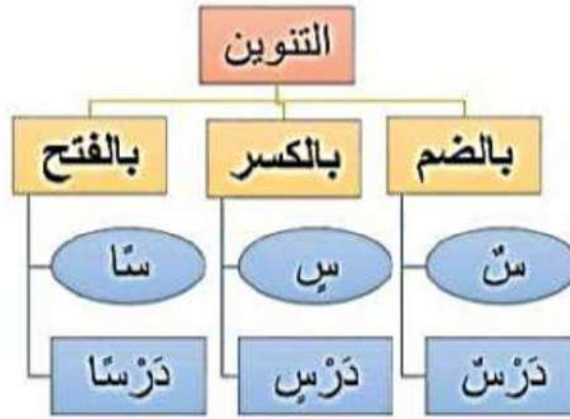 التنوين
بالضم
بالكسر
بالفتح
سٌ
سٍ
سًا
دَرْسٌ
دَرْسٍ
دَرْسًا